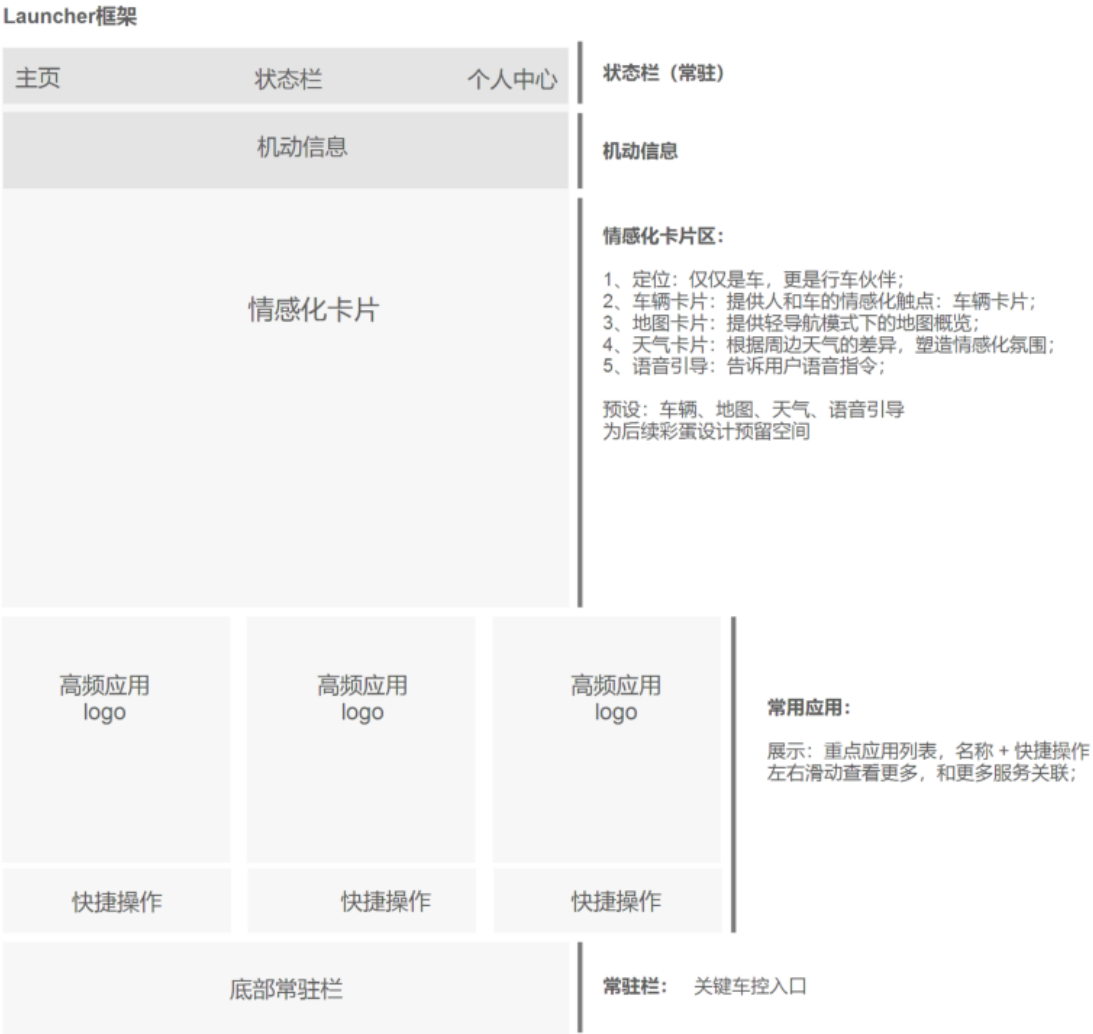 Launcher框架
主页 状态栏 个人中心
状态栏（常驻）
机动信息
机动信息
情感化卡片
情感化卡片区：
1、定位：仅仅是车，更是行车伙伴；
2、车辆卡片：提供人和车的情感化触点：车辆卡片；
3、地图卡片：提供轻导航模式下的地图概览；
4、天气卡片：根据周边天气的差异，塑造情感化氛围；
5、语音引导：告诉用户语音指令；
预设：车辆、地图、天气、语音引导
为后续彩蛋设计预留空间
高频应用
logo
高频应用
logo
高频应用
logo
快捷操作
快捷操作
快捷操作
常用应用：
展示：重点应用列表，名称 + 快捷操作
左右滑动查看更多，和更多服务关联；
底部常驻栏
常驻栏： 关键车控入口